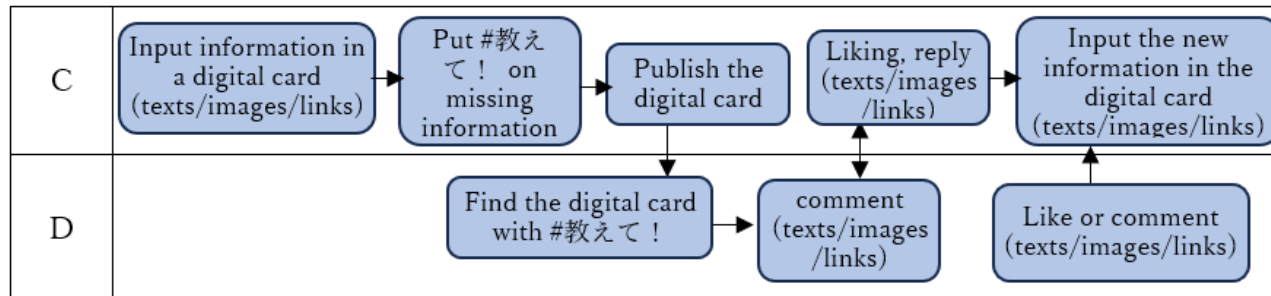 C
Input information in
a digital card
(texts/images/links)
Put #教え
て！ on
missing
information
Publish the
digital card
Liking, reply
(texts/images
/links)
Input the new
information in the
digital card
(texts/images/links)
D
Find the digital card
with #教えて！
comment
(texts/images
/links)
Like or comment
(texts/images/links)